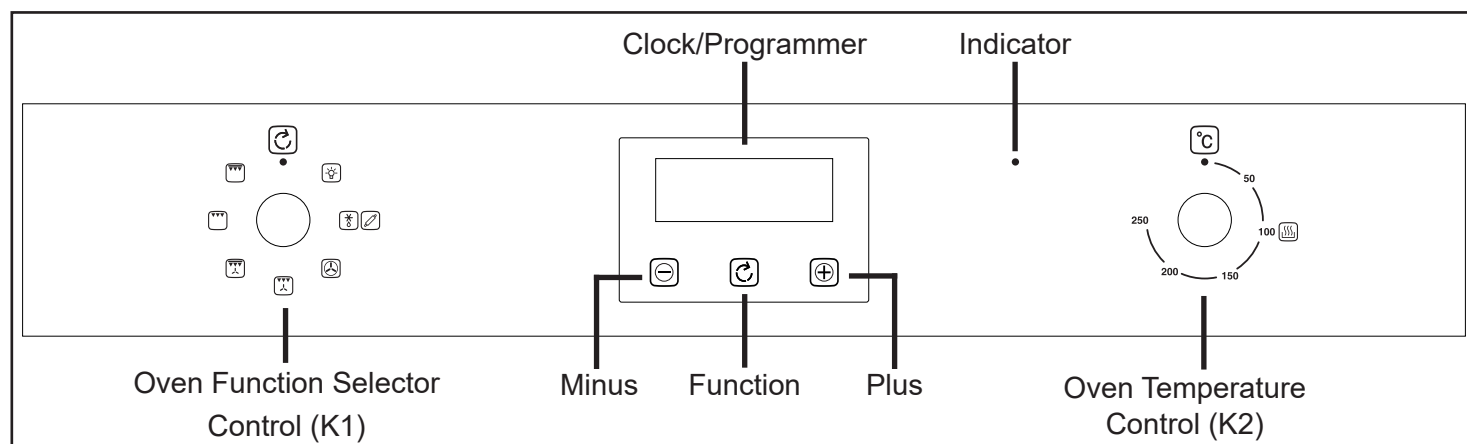 Clock/Programmer
Indicator
°C
50
100
150
200
250
Oven Function Selector
Control (K1)
Minus
Function
Plus
Oven Temperature
Control (K2)